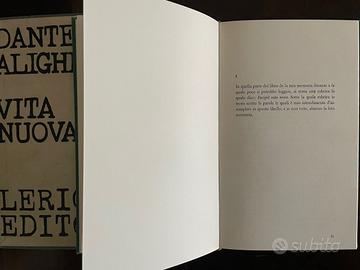 DANTE
ALIGH
VITA
NUOVA
LERIC
EDITO
I
In quella parte del libro de la mia memoria dinanzi a la
quale poco si potrebbe leggere, si trova una rubrica la
quale dice: Incipit vita nova. Sotto la quale rubrica io
trovo scritte le parole le quali è mio intendimento d'as-
semplare in questo libello; e se non tutte, almeno la loro
sentenzia.
subito.it